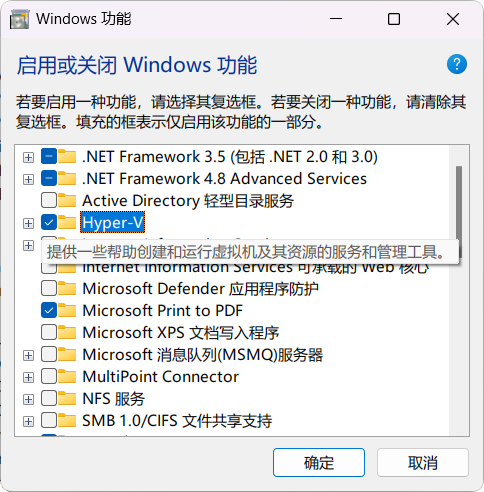 Windows 功能
启用或关闭 Windows 功能
若要启用一种功能，请选择其复选框。若要关闭一种功能，请清除其
复选框。填充的框表示仅启用该功能的一部分。
.NET Framework 3.5 (包括 .NET 2.0 和 3.0)
.NET Framework 4.8 Advanced Services
Active Directory 轻型目录服务
Hyper-V
提供一些帮助创建和运行虚拟机及其资源的服务和管理工具。
Internet Information Services 可承载的 Web 核心
Microsoft Defender 应用程序防护
Microsoft Print to PDF
Microsoft XPS 文档写入程序
Microsoft 消息队列(MSMQ)服务器
MultiPoint Connector
NFS 服务
SMB 1.0/CIFS 文件共享支持
确定
取消